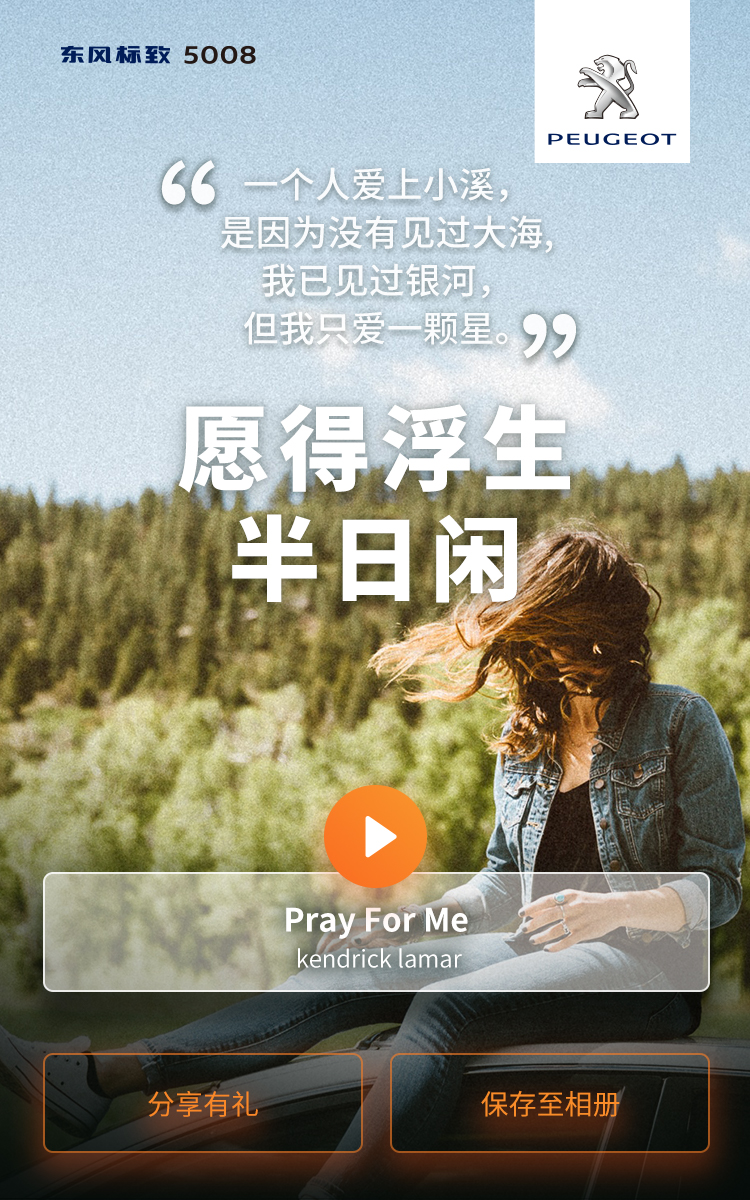 东风标致 5008
PEUGEOT
“ 一个人爱上小溪，
是因为没有见过大海,
我已见过银河，
但我只爱一颗星。”
愿得浮生
半日闲
Pray For Me
kendrick lamar
分享有礼
保存至相册